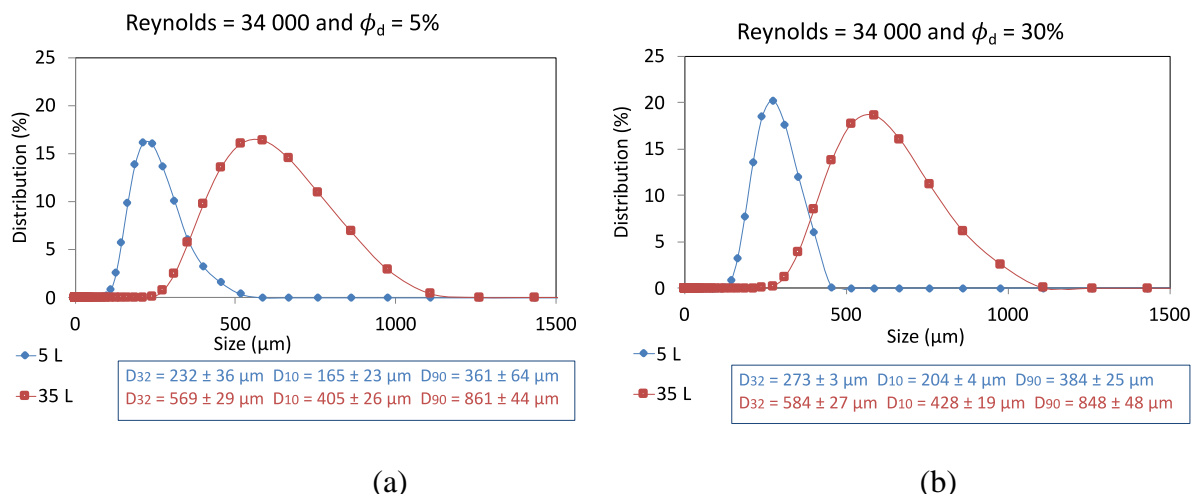 Reynolds = 34 000 and ϕd = 5%
25
20
15
10
5
0
Distribution (%)
0
500
1000
1500
Size (µm)
5 L
35 L
D32 = 232 ± 36 µm D10 = 165 ± 23 µm D90 = 361 ± 64 µm
D32 = 569 ± 29 µm D10 = 405 ± 26 µm D90 = 861 ± 44 µm
(a)
Reynolds = 34 000 and ϕd = 30%
25
20
15
10
5
0
Distribution (%)
0
500
1000
1500
Size (µm)
5 L
35 L
D32 = 273 ± 3 µm D10 = 204 ± 4 µm D90 = 384 ± 25 µm
D32 = 584 ± 27 µm D10 = 428 ± 19 µm D90 = 848 ± 48 µm
(b)